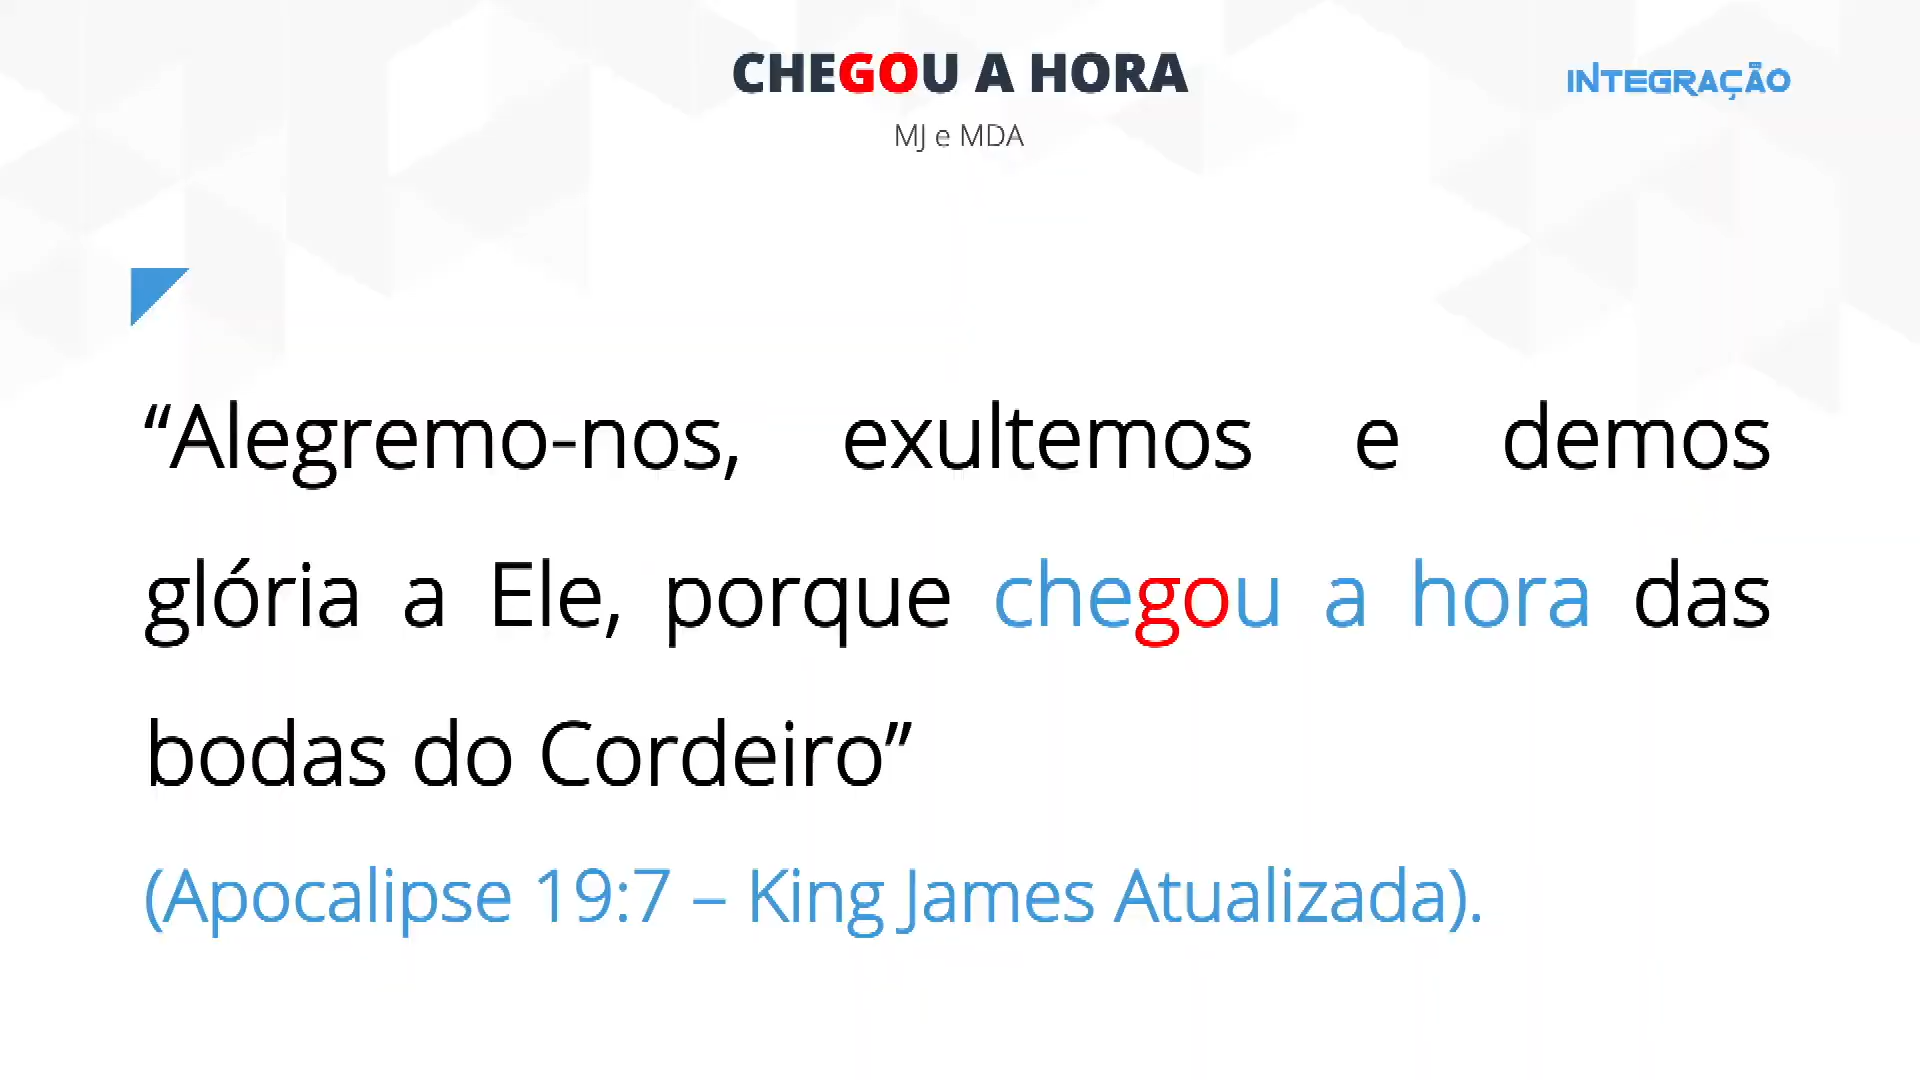 CHEGOU A HORA
INTEGRAÇÃO
MJ e MDA
“Alegremo-nos, exultemos e demos
glória a Ele, porque chegou a hora das
bodas do Cordeiro”
(Apocalipse 19:7 – King James Atualizada).